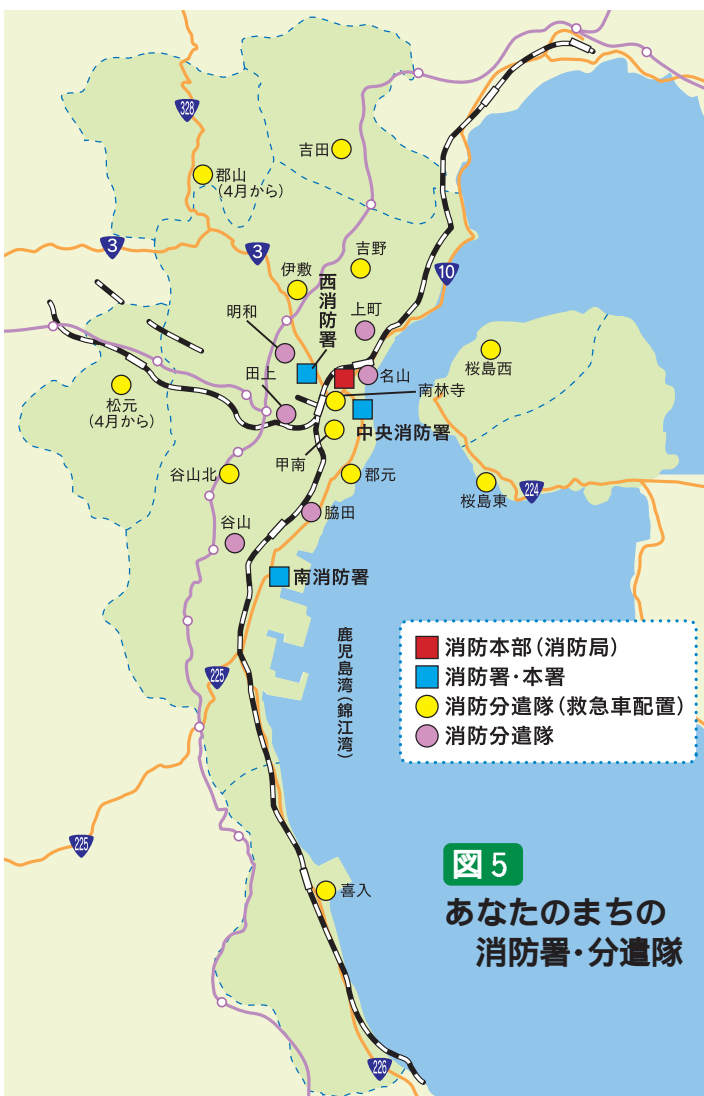 328
吉田
郡山
(4月から)
3
3
吉野
10
伊敷
西消防署
明和
上町
桜島西
田上
名山
南林寺
松元
(4月から)
中央消防署
甲南
谷山北
郡元
224
桜島東
谷山
脇田
南消防署
鹿児島湾(錦江湾)
消防本部(消防局)
消防署・本署
消防分遣隊(救急車配置)
消防分遣隊
225
225
図5
喜入
あなたのまちの
消防署・分遣隊
226